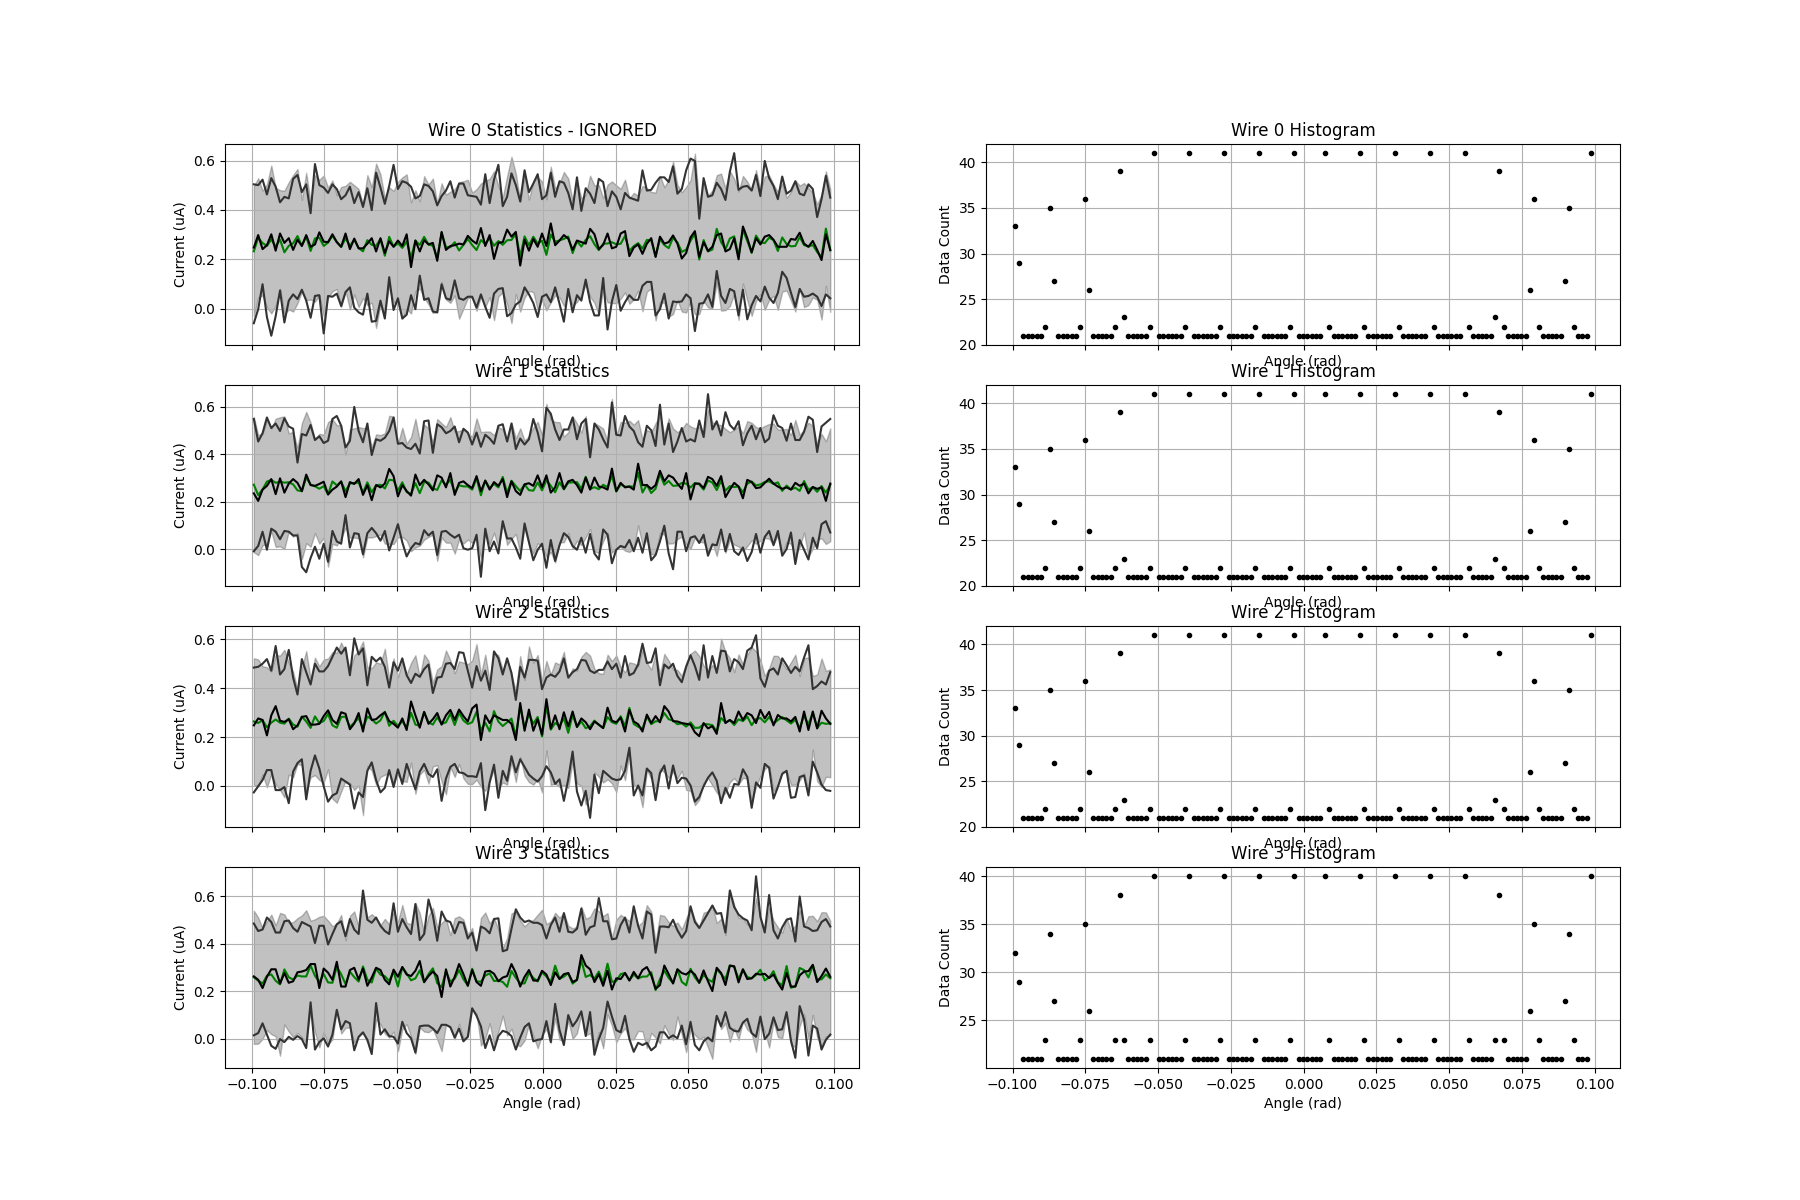 Wire 0 Statistics - IGNORED
0.6
0.4
0.2
0.0
Current (uA)
Angle (rad)
Wire 0 Histogram
40
35
30
25
20
Data Count
Angle (rad)
Wire 1 Statistics
0.6
0.4
0.2
0.0
Current (uA)
Angle (rad)
Wire 1 Histogram
40
35
30
25
20
Data Count
Angle (rad)
Wire 2 Statistics
0.6
0.4
0.2
0.0
Current (uA)
Angle (rad)
Wire 2 Histogram
40
35
30
25
20
Data Count
Angle (rad)
Wire 3 Statistics
0.6
0.4
0.2
0.0
Current (uA)
−0.100 −0.075 −0.050 −0.025 0.000 0.025 0.050 0.075 0.100
Angle (rad)
Wire 3 Histogram
40
35
30
25
Data Count
−0.100 −0.075 −0.050 −0.025 0.000 0.025 0.050 0.075 0.100
Angle (rad)